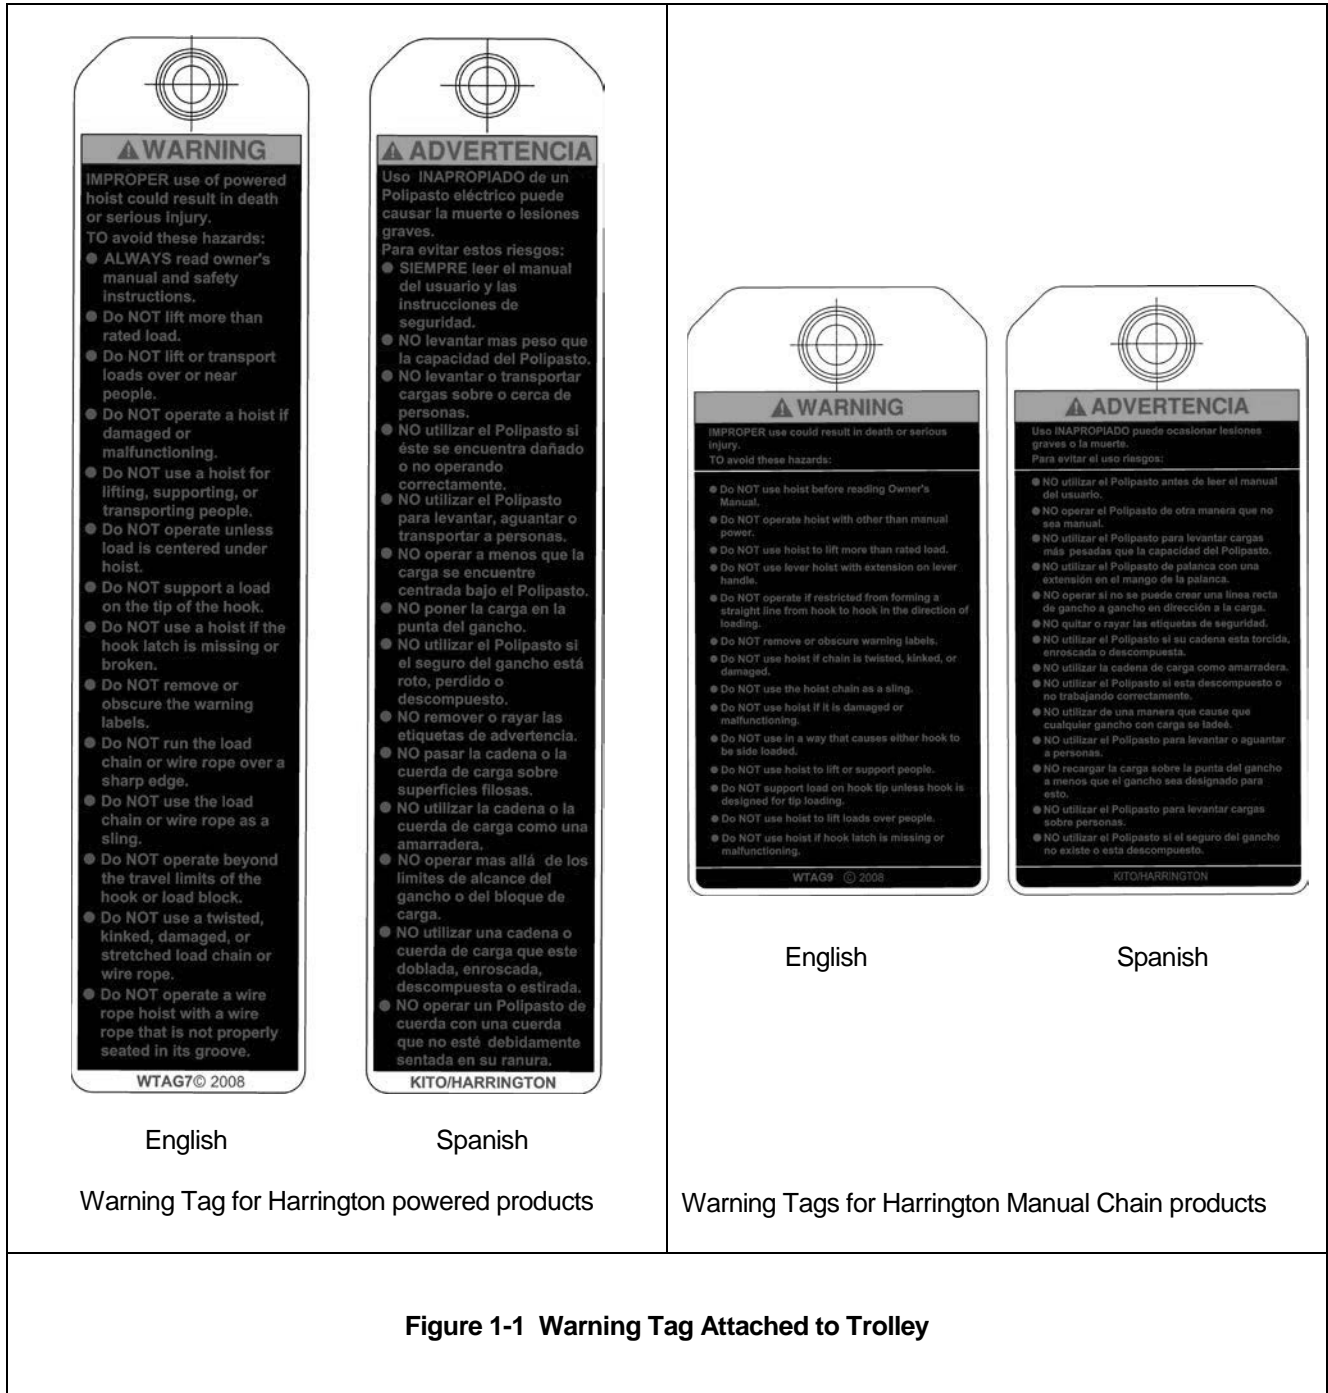 WARNING
IMPROPER use of powered
hoist could result in death
or serious injury.
TO avoid these hazards:
● ALWAYS read owner's
manual and safety
instructions.
● Do NOT lift more than
rated load.
● Do NOT lift or transport
loads over or near
people.
● Do NOT operate a hoist if
damaged or
malfunctioning.
● Do NOT use a hoist for
lifting, supporting, or
transporting people.
● Do NOT operate unless
load is centered under
hoist.
● Do NOT support a load
on the tip of the hook.
● Do NOT use a hoist if the
hook latch is missing or
broken.
● Do NOT remove or
obscure the warning
labels.
● Do NOT run the load
chain or wire rope over a
sharp edge.
● Do NOT use the load
chain or wire rope as a
sling.
● Do NOT operate beyond
the travel limits of the
hook or load block.
● Do NOT use a twisted,
kinked, damaged, or
stretched load chain or
wire rope.
● Do NOT operate a wire
rope hoist with a wire
rope that is not properly
seated in its groove.
WTAG7© 2008
English
ADVERTENCIA
Uso INAPROPIADO de un
Polipasto eléctrico puede
causar la muerte o lesiones
graves.
Para evitar estos riesgos:
● SIEMPRE leer el manual
del usuario y las
instrucciones de
seguridad.
● NO levantar mas peso que
la capacidad del Polipasto.
● NO levantar o transportar
cargas sobre o cerca de
personas.
● NO utilizar el Polipasto si
éste se encuentra dañado
o no operando
correctamente.
● NO utilizar el Polipasto
para levantar, aguantar o
transportar a personas.
● NO operar a menos que la
carga se encuentre
centrada bajo el Polipasto.
● NO poner la carga en la
punta del gancho.
● NO utilizar el Polipasto si
el seguro del gancho está
roto, perdido o
descompuesto.
● NO remover o rayar las
etiquetas de advertencia.
● NO pasar la cadena o la
cuerda de carga sobre
superficies filosas.
● NO utilizar la cadena o la
cuerda de carga como una
amarradera.
● NO operar mas allá de los
limites de alcance del
gancho o del bloque de
carga.
● NO utilizar una cadena o
cuerda de carga que este
doblada, enroscada,
descompuesta o estirada.
● NO operar un Polipasto de
cuerda con una cuerda
que no esté debidamente
sentada en su ranura.
KITO/HARRINGTON
Spanish
Warning Tag for Harrington powered products
WARNING
IMPROPER use could result in death or serious
injury.
TO avoid these hazards:
● Do NOT use hoist before reading Owner's
Manual.
● Do NOT operate hoist with other than manual
power.
● Do NOT use hoist to lift more than rated load.
● Do NOT use lever hoist with extension on lever
handle.
● Do NOT operate if restricted from forming a
straight line from hook to hook in the direction of
loading.
● Do NOT remove or obscure warning labels.
● Do NOT use hoist if chain is twisted, kinked, or
damaged.
● Do NOT use the hoist chain as a sling.
● Do NOT use hoist if it is damaged or
malfunctioning.
● Do NOT use in a way that causes either hook to
be side loaded.
● Do NOT use hoist to lift or support people.
● Do NOT support load on hook tip unless hook is
designed for tip loading.
● Do NOT use hoist to lift loads over people.
● Do NOT use hoist if hook latch is missing or
malfunctioning.
WTAG9 © 2008
English
ADVERTENCIA
Uso INAPROPIADO puede ocasionar lesiones
graves o la muerte.
Para evitar el uso riesgos:
● NO utilizar el Polipasto antes de leer el manual
del usuario.
● NO operar el Polipasto de otra manera que no
sea manual.
● NO utilizar el Polipasto para levantar cargas
más pesadas que la capacidad del Polipasto.
● NO utilizar el Polipasto de palanca con una
extensión en el mango de la palanca.
● NO operar si no se puede crear una linea recta
de gancho a gancho en dirección a la carga.
● NO quitar o rayar las etiquetas de seguridad.
● NO utilizar el Polipasto si su cadena esta torcida,
enroscada o descompuesta.
● NO utilizar la cadena de carga como amarradera.
● NO utilizar el Polipasto si esta descompuesto o
no trabajando correctamente.
● NO utilizar de una manera que cause que
cualquier gancho con carga se ladeé.
● NO utilizar el Polipasto para levantar o aguantar
a personas.
● NO recargar la carga sobre la punta del gancho
a menos que el gancho sea designado para
esto.
● NO utilizar el Polipasto para levantar cargas
sobre personas.
● NO utilizar el Polipasto si el seguro del gancho
no existe o esta descompuesto.
KITO/HARRINGTON
Spanish
Warning Tags for Harrington Manual Chain products
Figure 1-1 Warning Tag Attached to Trolley